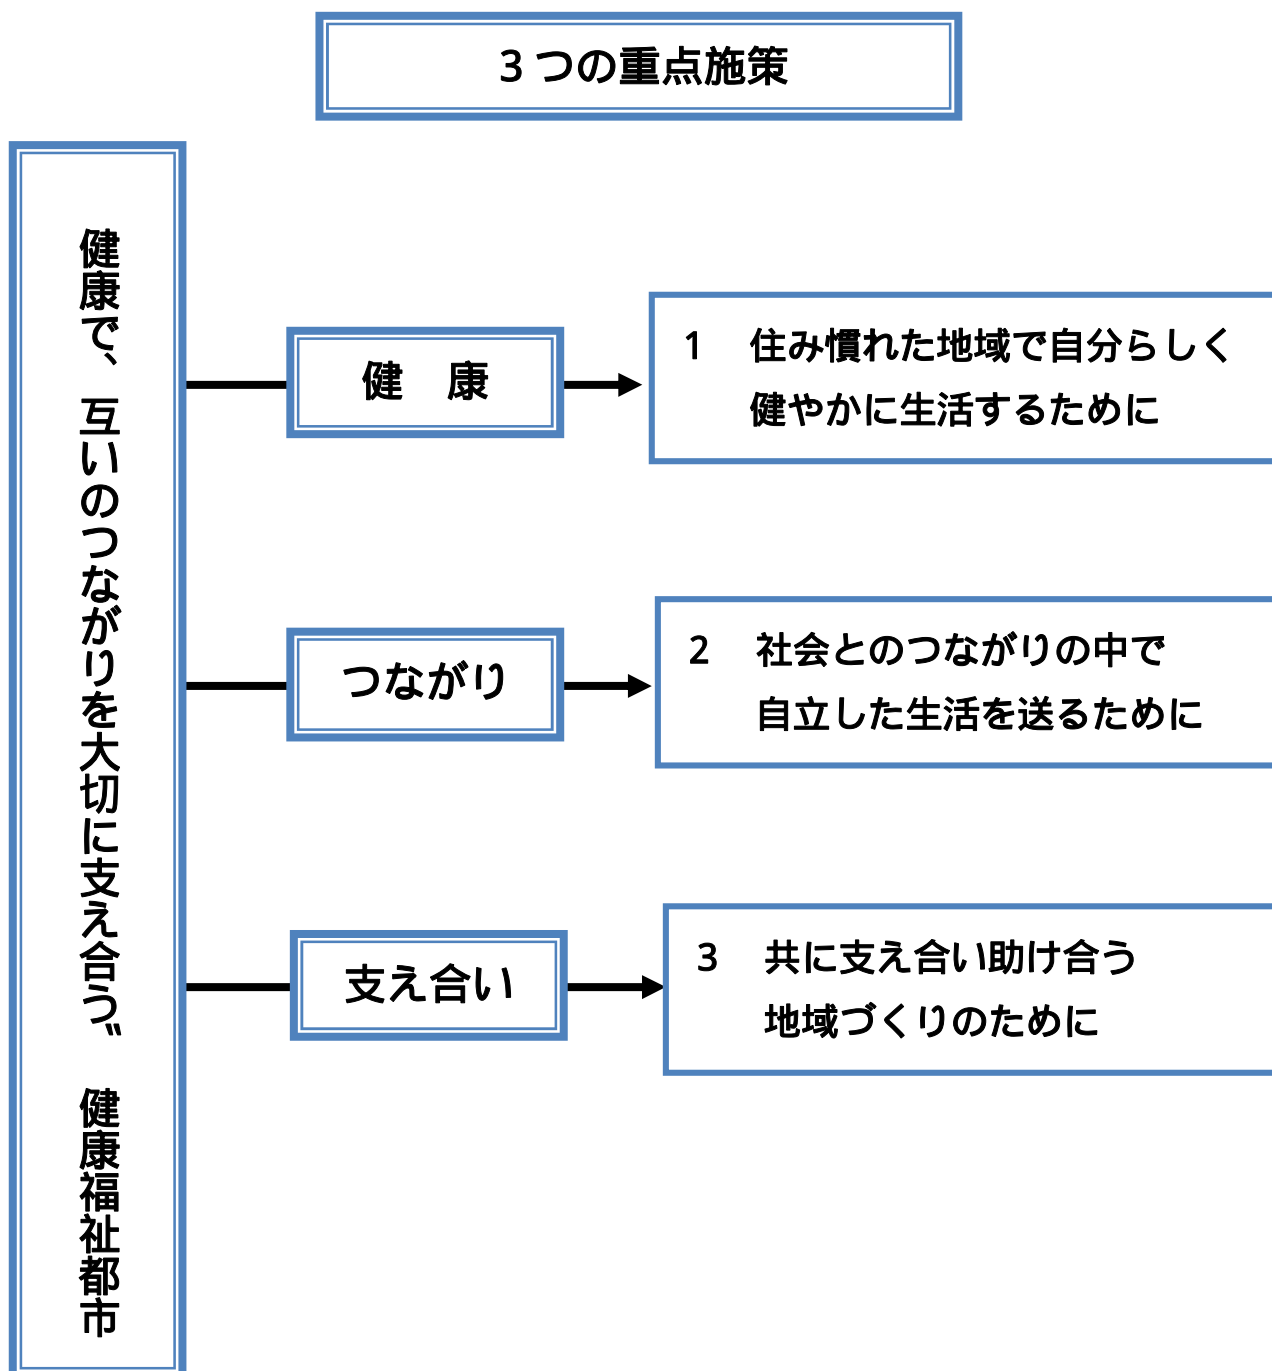 3つの重点施策
健康で、互いのつながりを大切に支え合う〟　健康福祉都市
健　康
1　住み慣れた地域で自分らしく
健やかに生活するために
つながり
2　社会とのつながりの中で
自立した生活を送るために
支え合い
3　共に支え合い助け合う
地域づくりのために